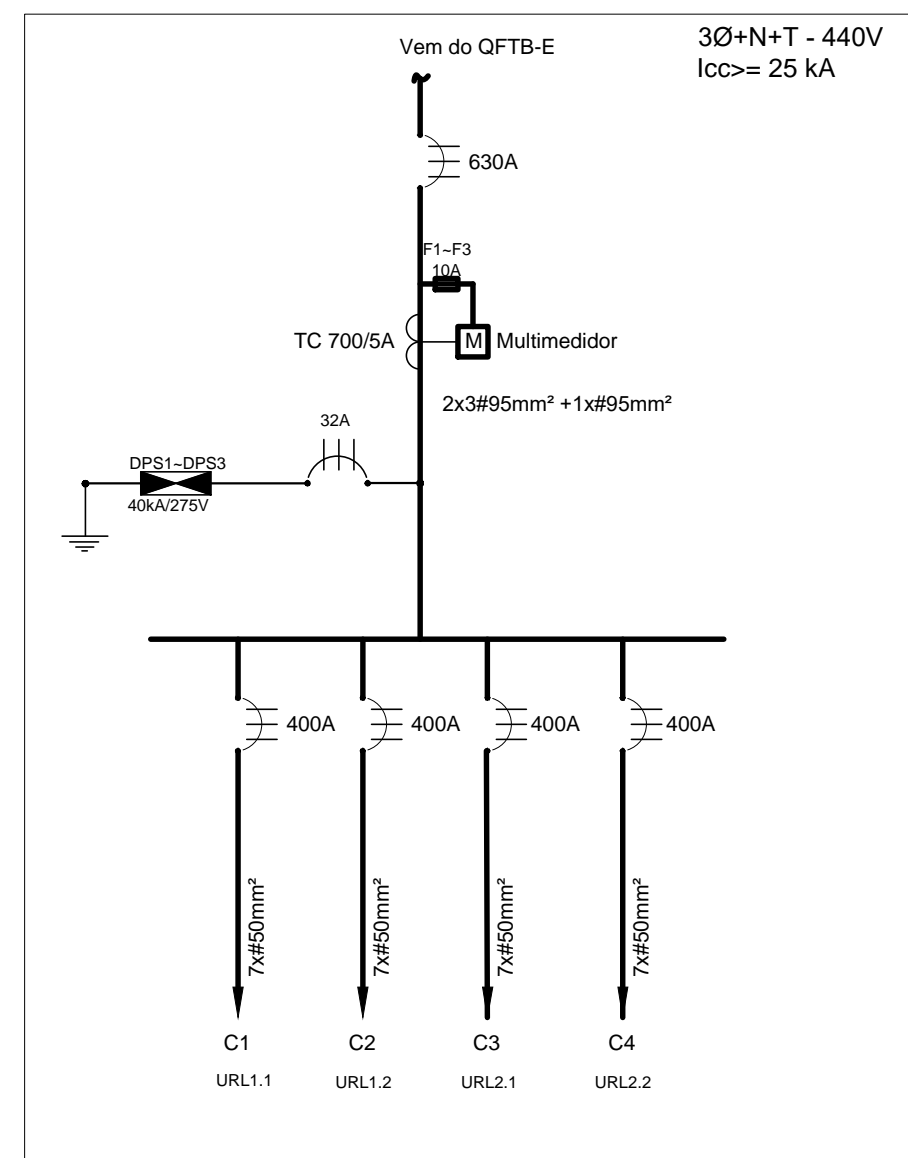 Vem do QFTB-E
3Ø+N+T - 440V
Icc>= 25 kA
630A
F1~F3
10A
TC 700/5A
M
Multimedidor
2x3#95mm² +1x#95mm²
32A
DPS1~DPS3
40kA/275V
400A
400A
400A
400A
7x#50mm²
7x#50mm²
7x#50mm²
7x#50mm²
C1
C2
C3
C4
URL1.1
URL1.2
URL2.1
URL2.2